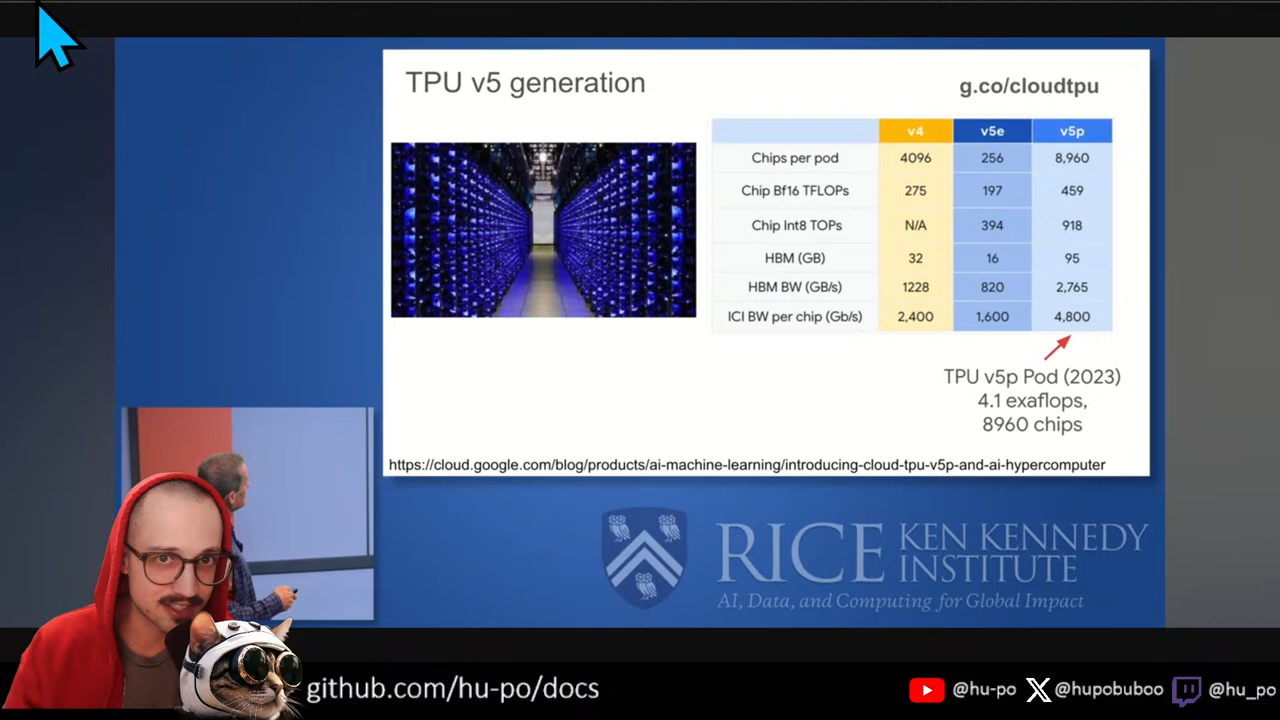 TPU v5 generation
g.co/cloudtpu
v4 v5e v5p
Chips per pod 4096 256 8,960
Chip Bf16 TFLOPs 275 197 459
Chip Int8 TOPs N/A 394 918
HBM (GB) 32 16 95
HBM BW (GB/s) 1228 820 2,765
ICI BW per chip (Gb/s) 2,400 1,600 4,800
TPU v5p Pod (2023)
4.1 exaflops,
8960 chips
https://cloud.google.com/blog/products/ai-machine-learning/introducing-cloud-tpu-v5p-and-ai-hypercomputer
RICE
KEN KENNEDY
INSTITUTE
AI, Data, and Computing for Global Impact
github.com/hu-po/docs
@hu-po
@hupobuboo
@hu_po